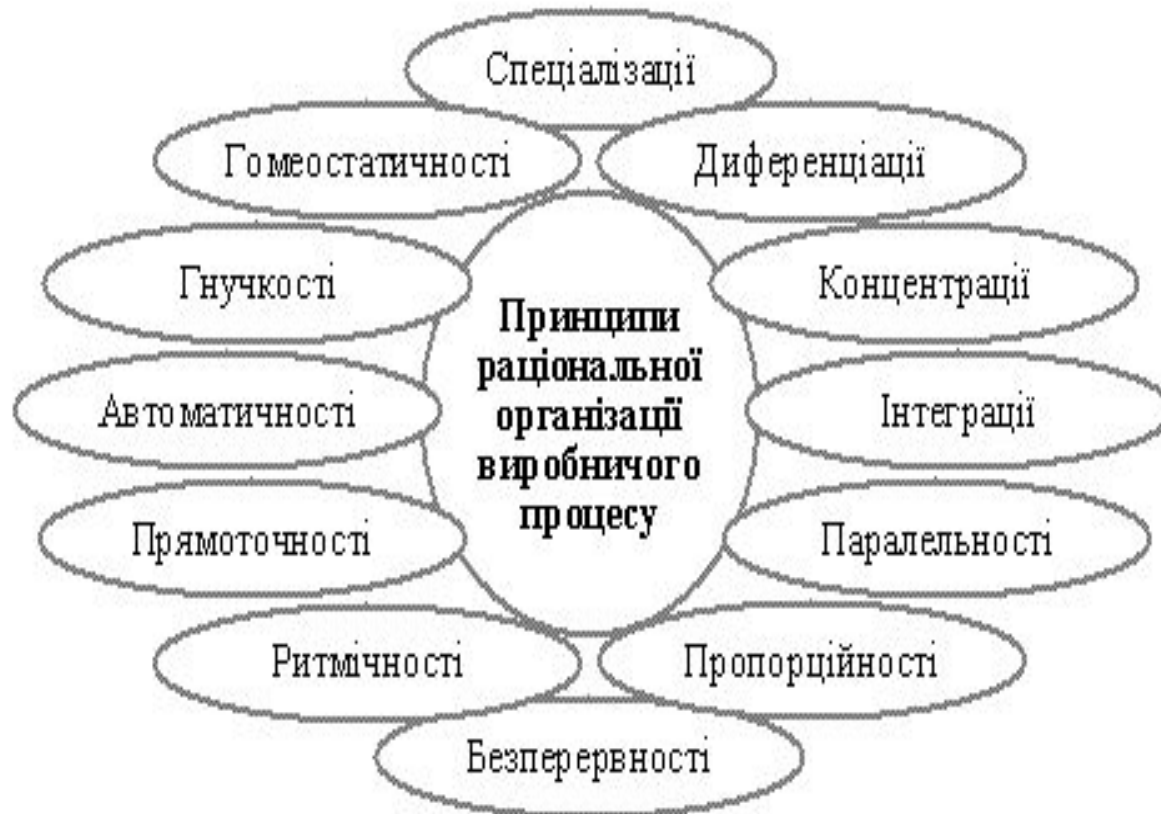 Спеціалізації
Гомеостатичності
Диференціації
Гнучкості
Концентрації
Принципи
раціональної
організації
виробничого
процесу
Автоматичності
Інтеграції
Прямоточності
Паралельності
Ритмічності
Пропорційності
Безперервності